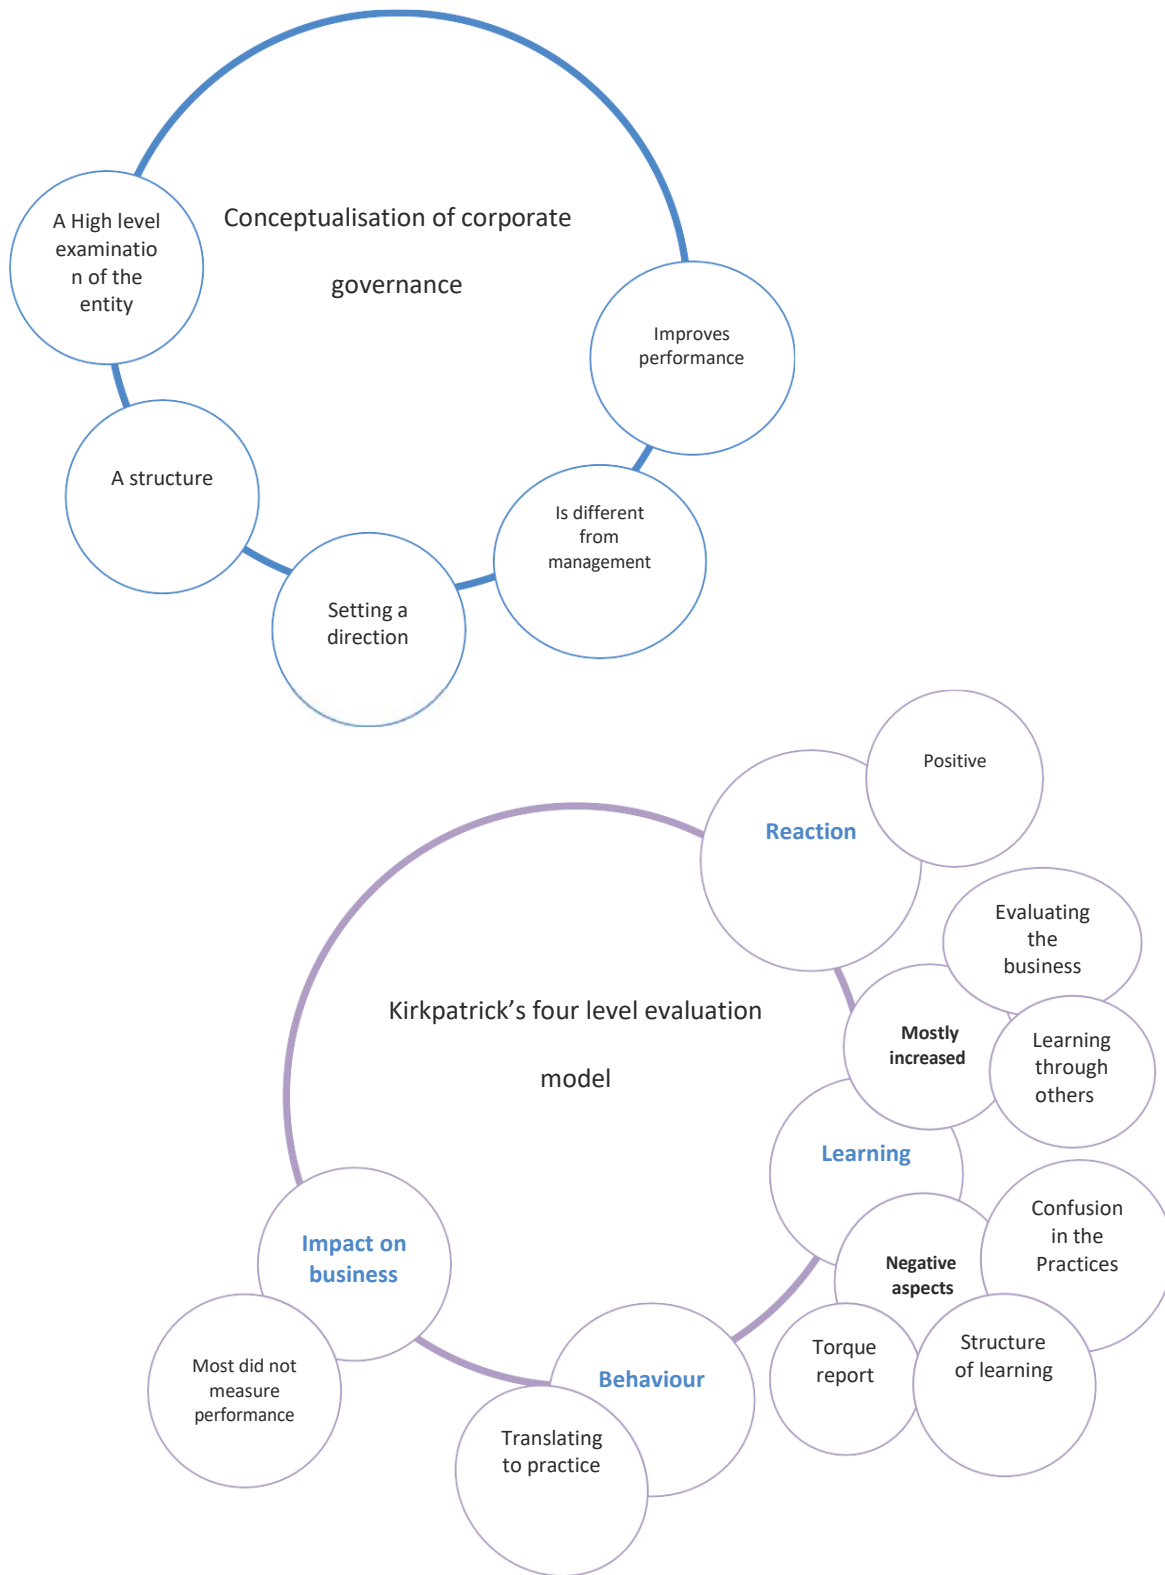 Conceptualisation of corporate
governance
A High level
examinatio
n of the
entity
A structure
Setting a
direction
Is different
from
management
Improves
performance
Kirkpatrick’s four level evaluation
model
Reaction
Positive
Mostly
increased
Evaluating
the
business
Learning
through
others
Learning
Negative
aspects
Confusion
in the
Practices
Structure
of learning
Torque
report
Behaviour
Translating
to practice
Impact on
business
Most did not
measure
performance